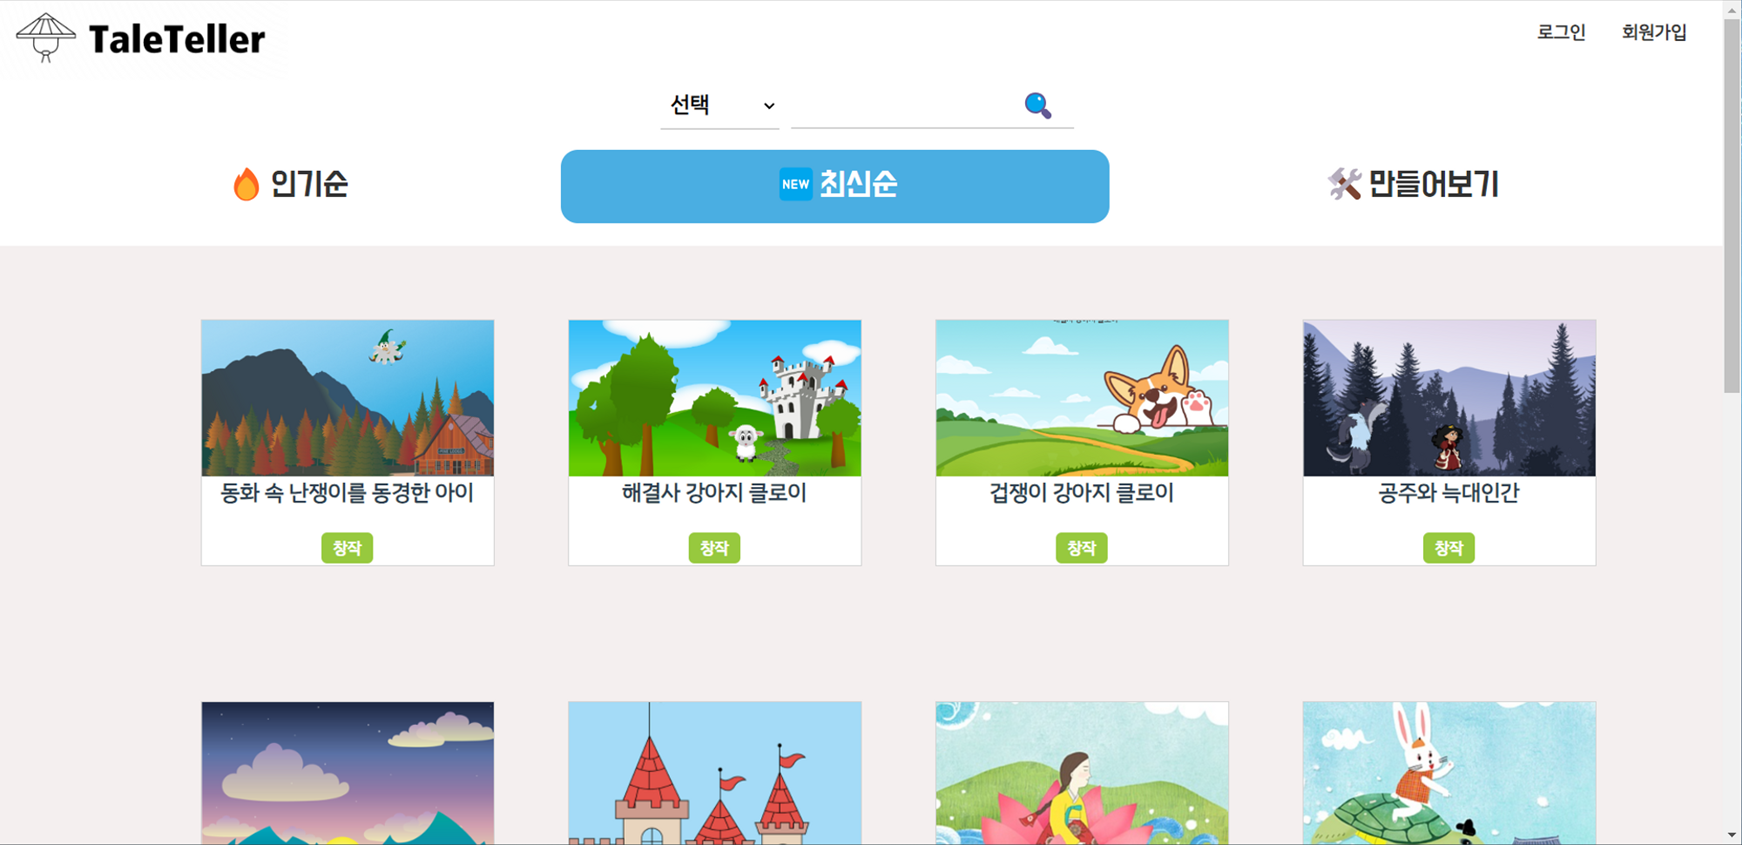 TaleTeller
로그인 회원가입
선택
인기순
NEW 최신순
만들어보기
동화 속 난쟁이를 동경한 아이
창작
해결사 강아지 클로이
창작
겁쟁이 강아지 클로이
창작
공주와 늑대인간
창작